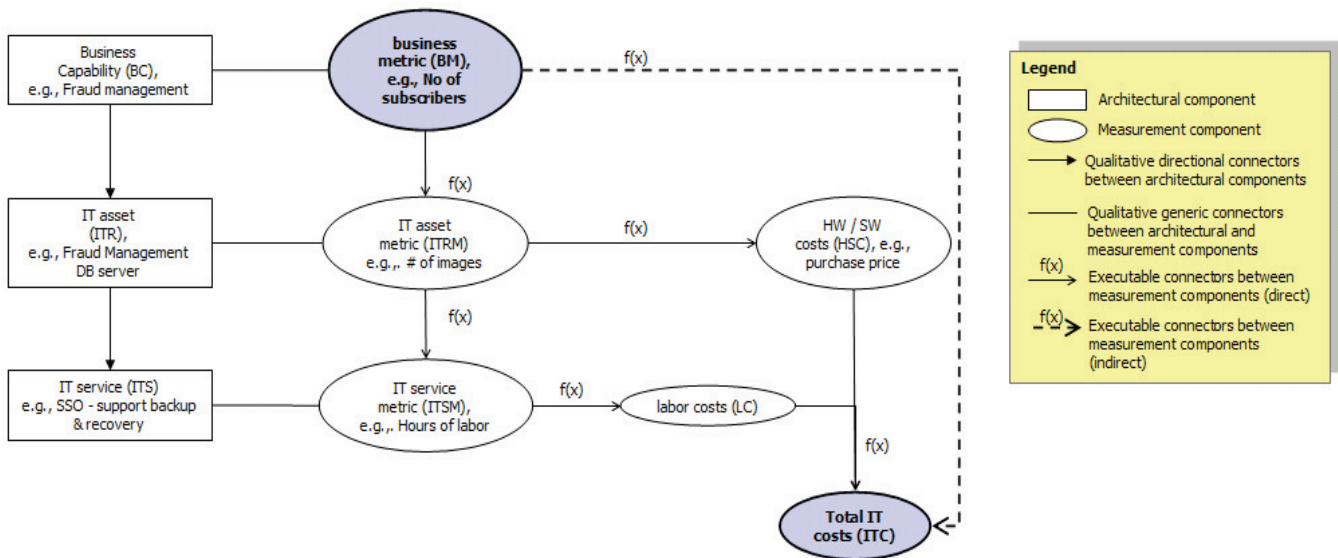 Business
Capability (BC),
e.g., Fraud management
business
metric (BM),
e.g., No of
subscribers
f(x)
f(x)
IT asset
(ITR),
e.g., Fraud Management
DB server
IT asset
metric (ITRM)
e.g.,. # of images
f(x)
HW / SW
costs (HSC), e.g.,
purchase price
f(x)
IT service (ITS)
e.g., SSO - support backup
& recovery
IT service
metric (ITSM),
e.g.,. Hours of labor
f(x)
labor costs (LC)
f(x)
Total IT
costs (ITC)
Legend
Architectural component
Measurement component
Qualitative directional connectors
between architectural components
Qualitative generic connectors
between architectural and
measurement components
f(x)
Executable connectors between
measurement components (direct)
f(x)
Executable connectors between
measurement components
(indirect)